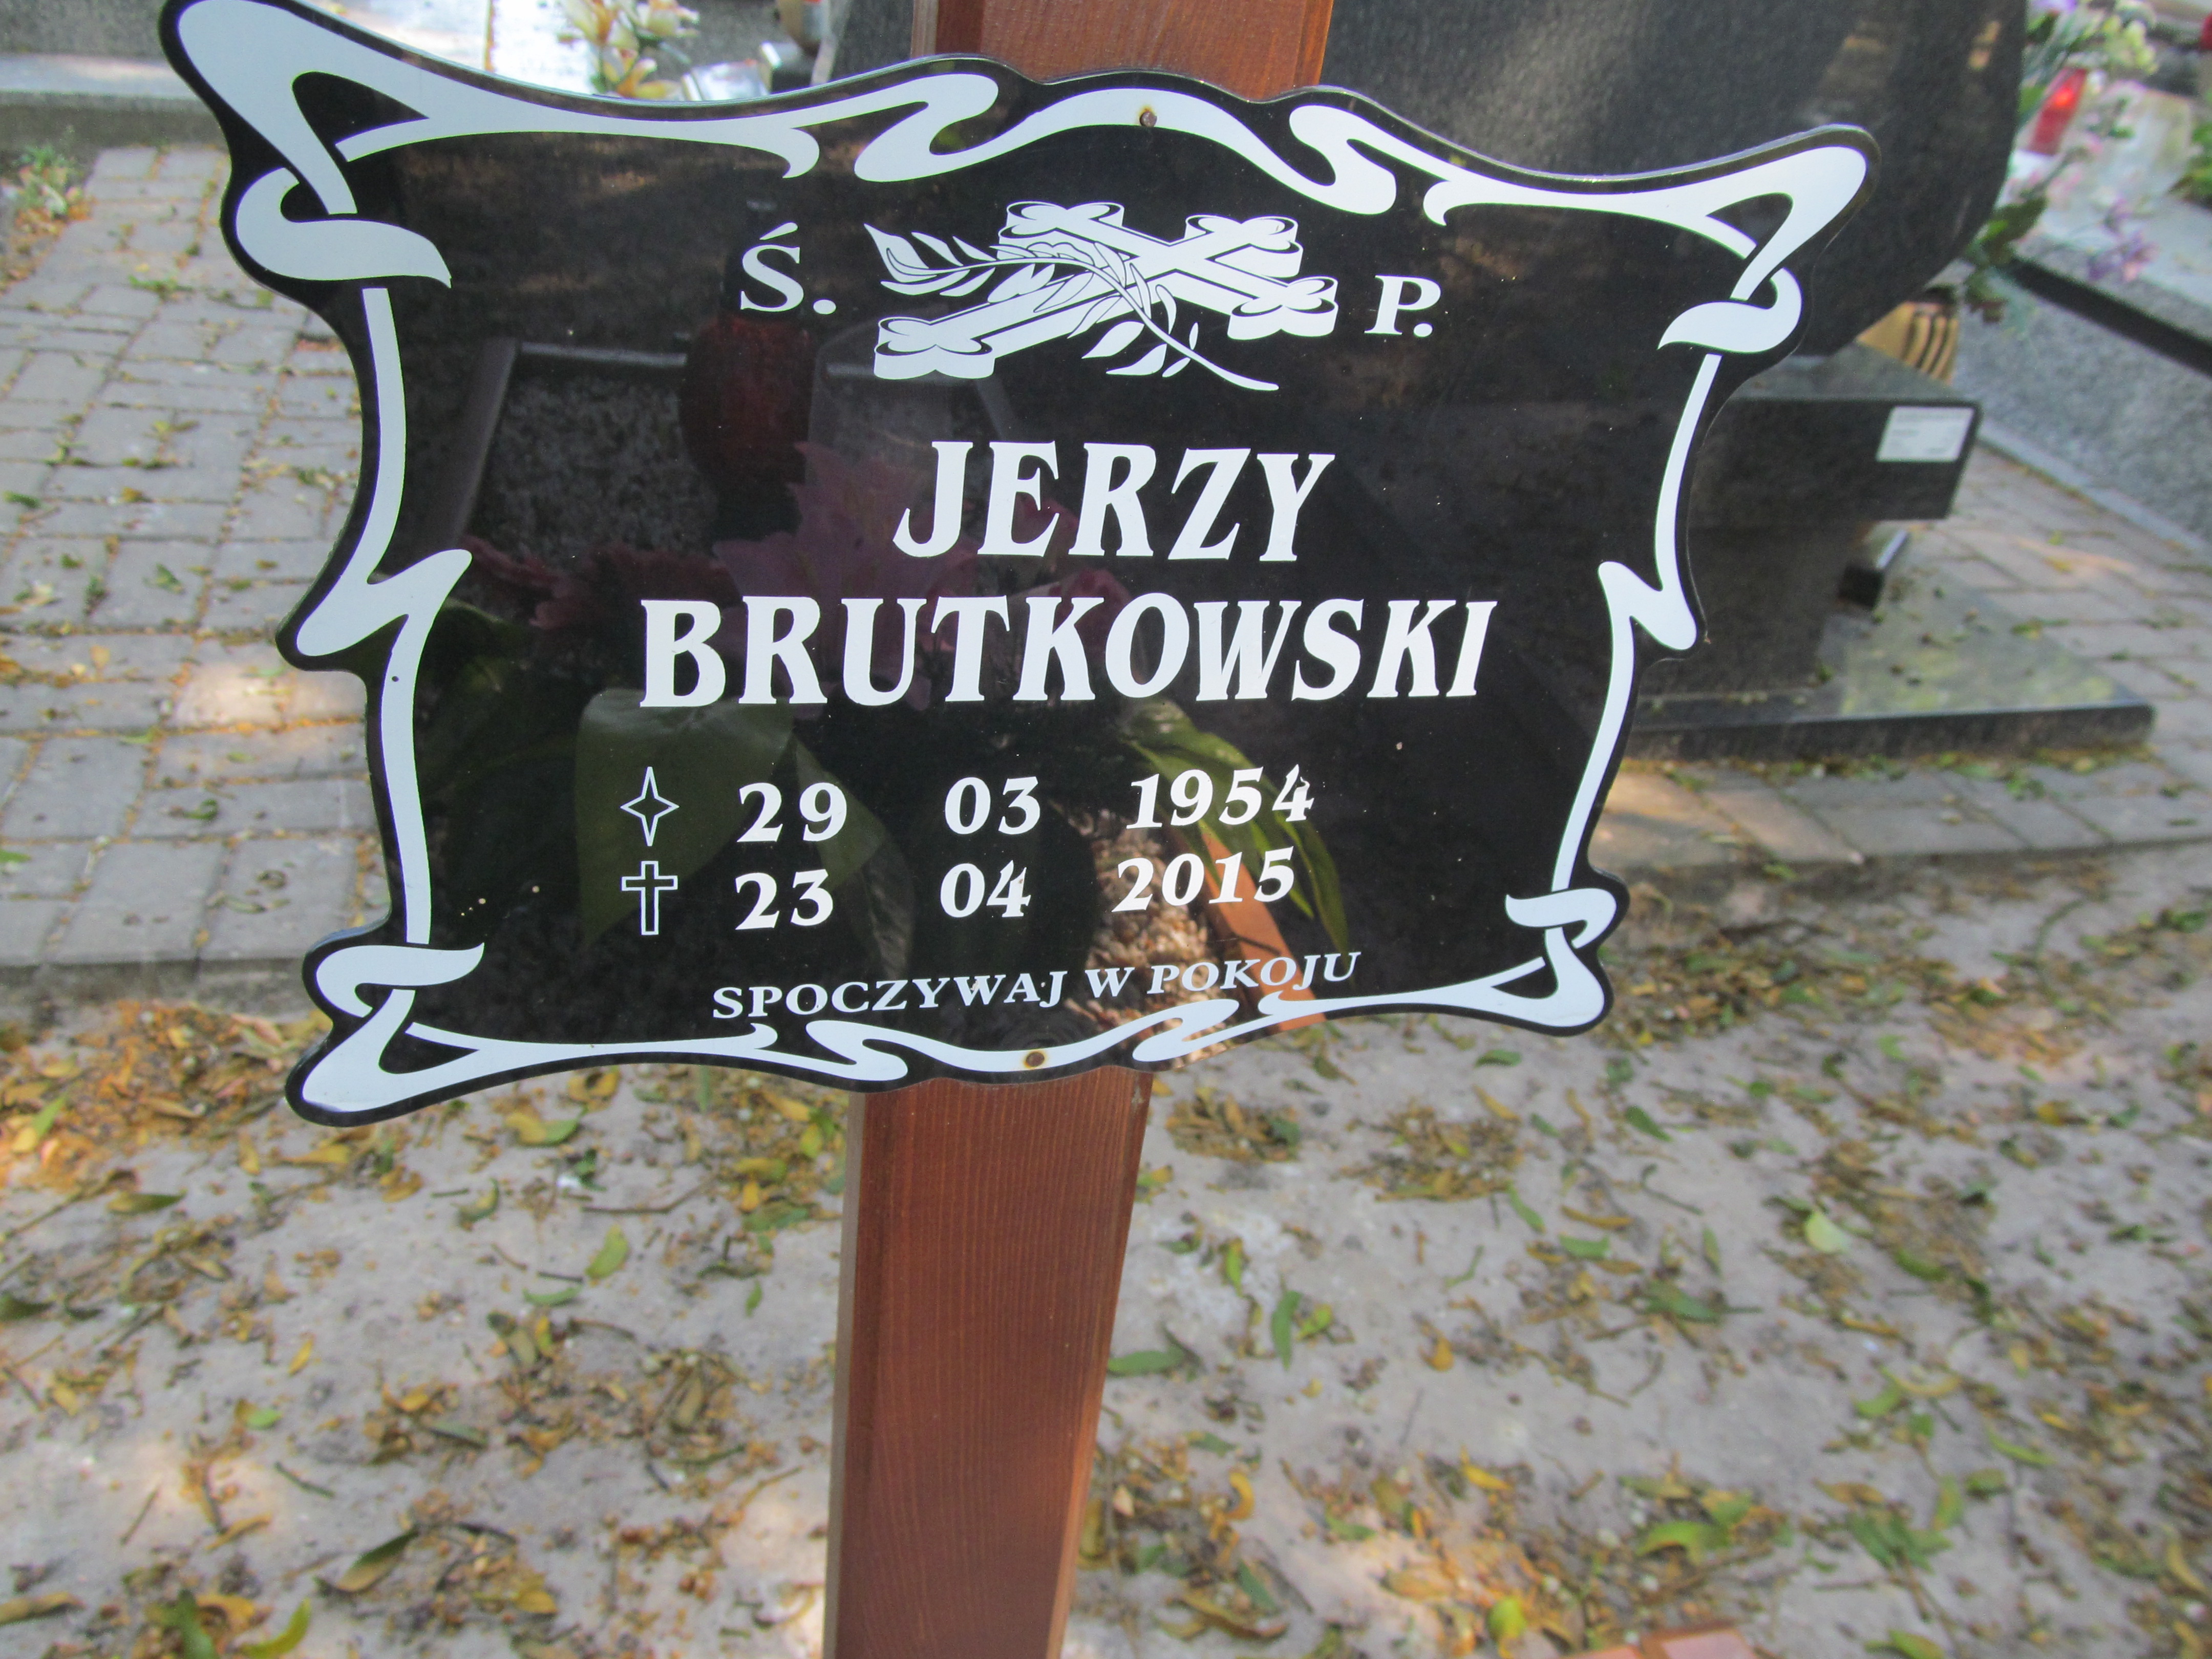 Ś. P.
JERZY
BRUTKOWSKI
29 03 1954
23 04 2015
SPOCZYWAJ W POKOJU